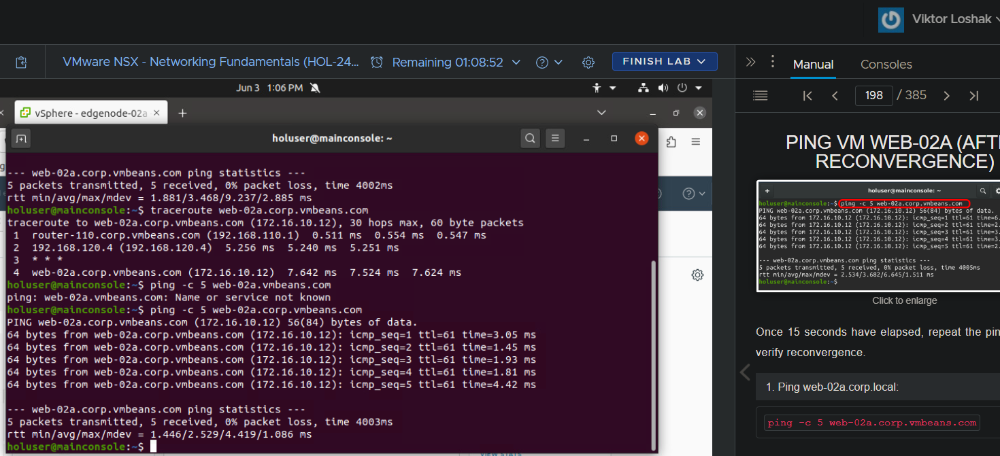 Viktor Loshak
VMware NSX - Networking Fundamentals (HOL-24...
Remaining 01:08:52
FINISH LAB
Manual
Consoles
Jun 3 1:06 PM
198 / 385
vSphere - edgenode-02a
holuser@mainconsole: ~
--- web-02a.corp.vmbeans.com ping statistics ---
5 packets transmitted, 5 received, 0% packet loss, time 4002ms
rtt min/avg/max/mdev = 1.881/3.468/9.237/2.885 ms
holuser@mainconsole:~$ traceroute web-02a.corp.vmbeans.com
traceroute to web-02a.corp.vmbeans.com (172.16.10.12), 30 hops max, 60 byte packets
1 router-110.corp.vmbeans.com (192.168.110.1) 0.511 ms 0.554 ms 0.547 ms
2 192.168.120.4 (192.168.120.4) 5.256 ms 5.240 ms 5.251 ms
3 * * *
4 web-02a.corp.vmbeans.com (172.16.10.12) 7.642 ms 7.524 ms 7.624 ms
holuser@mainconsole:~$ ping -c 5 web-02a.vmbeans.com
ping: web-02a.vmbeans.com: Name or service not known
holuser@mainconsole:~$ ping -c 5 web-02a.corp.vmbeans.com
PING web-02a.corp.vmbeans.com (172.16.10.12) 56(84) bytes of data.
64 bytes from web-02a.corp.vmbeans.com (172.16.10.12): icmp_seq=1 ttl=61 time=3.05 ms
64 bytes from web-02a.corp.vmbeans.com (172.16.10.12): icmp_seq=2 ttl=61 time=1.45 ms
64 bytes from web-02a.corp.vmbeans.com (172.16.10.12): icmp_seq=3 ttl=61 time=1.93 ms
64 bytes from web-02a.corp.vmbeans.com (172.16.10.12): icmp_seq=4 ttl=61 time=1.81 ms
64 bytes from web-02a.corp.vmbeans.com (172.16.10.12): icmp_seq=5 ttl=61 time=4.42 ms
--- web-02a.corp.vmbeans.com ping statistics ---
5 packets transmitted, 5 received, 0% packet loss, time 4003ms
rtt min/avg/max/mdev = 1.446/2.529/4.419/1.086 ms
holuser@mainconsole:~$
VIEW STATS
PING VM WEB-02A (AFT
RECONVERGENCE)
holuser@mainconsole: ~
holuser@mainconsole:~$ ping -c 5 web-02a.corp.vmbeans.com
PING web-02a.corp.vmbeans.com (172.16.10.12) 56(84) bytes of data.
64 bytes from 172.16.10.12 (172.16.10.12): icmp_seq=1 ttl=61 time=6.
64 bytes from 172.16.10.12 (172.16.10.12): icmp_seq=2 ttl=61 time=2.
64 bytes from 172.16.10.12 (172.16.10.12): icmp_seq=3 ttl=61 time=3.
64 bytes from 172.16.10.12 (172.16.10.12): icmp_seq=4 ttl=61 time=3.
64 bytes from 172.16.10.12 (172.16.10.12): icmp_seq=5 ttl=61 time=2.
--- web-02a.corp.vmbeans.com ping statistics ---
5 packets transmitted, 5 received, 0% packet loss, time 4005ms
rtt min/avg/max/mdev = 2.534/3.682/6.645/1.511 ms
holuser@mainconsole:~$
Click to enlarge
Once 15 seconds have elapsed, repeat the pin
verify reconvergence.
1. Ping web-02a.corp.local:
ping -c 5 web-02a.corp.vmbeans.com